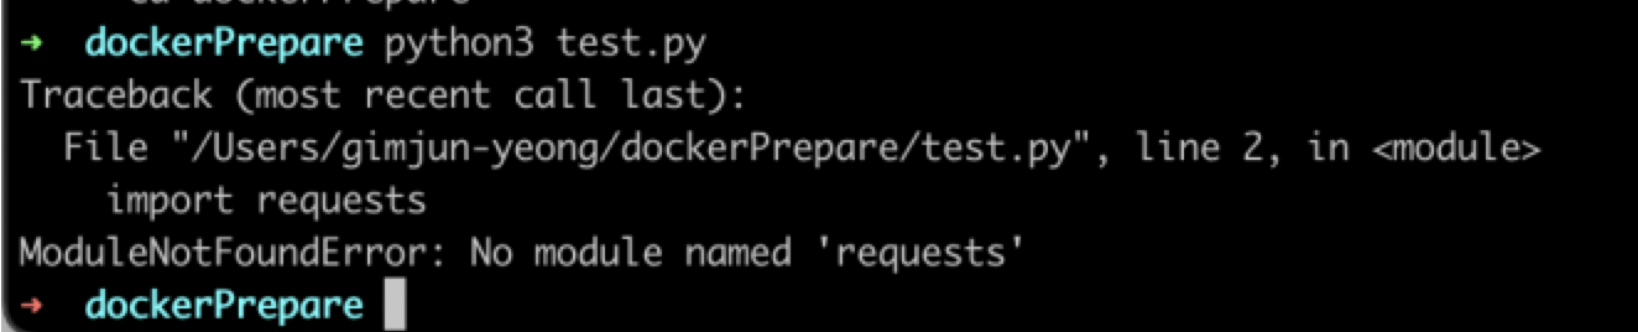 ➜  dockerPrepare python3 test.py
Traceback (most recent call last):
  File "/Users/gimjun-yeong/dockerPrepare/test.py", line 2, in <module>
    import requests
ModuleNotFoundError: No module named 'requests'
➜  dockerPrepare